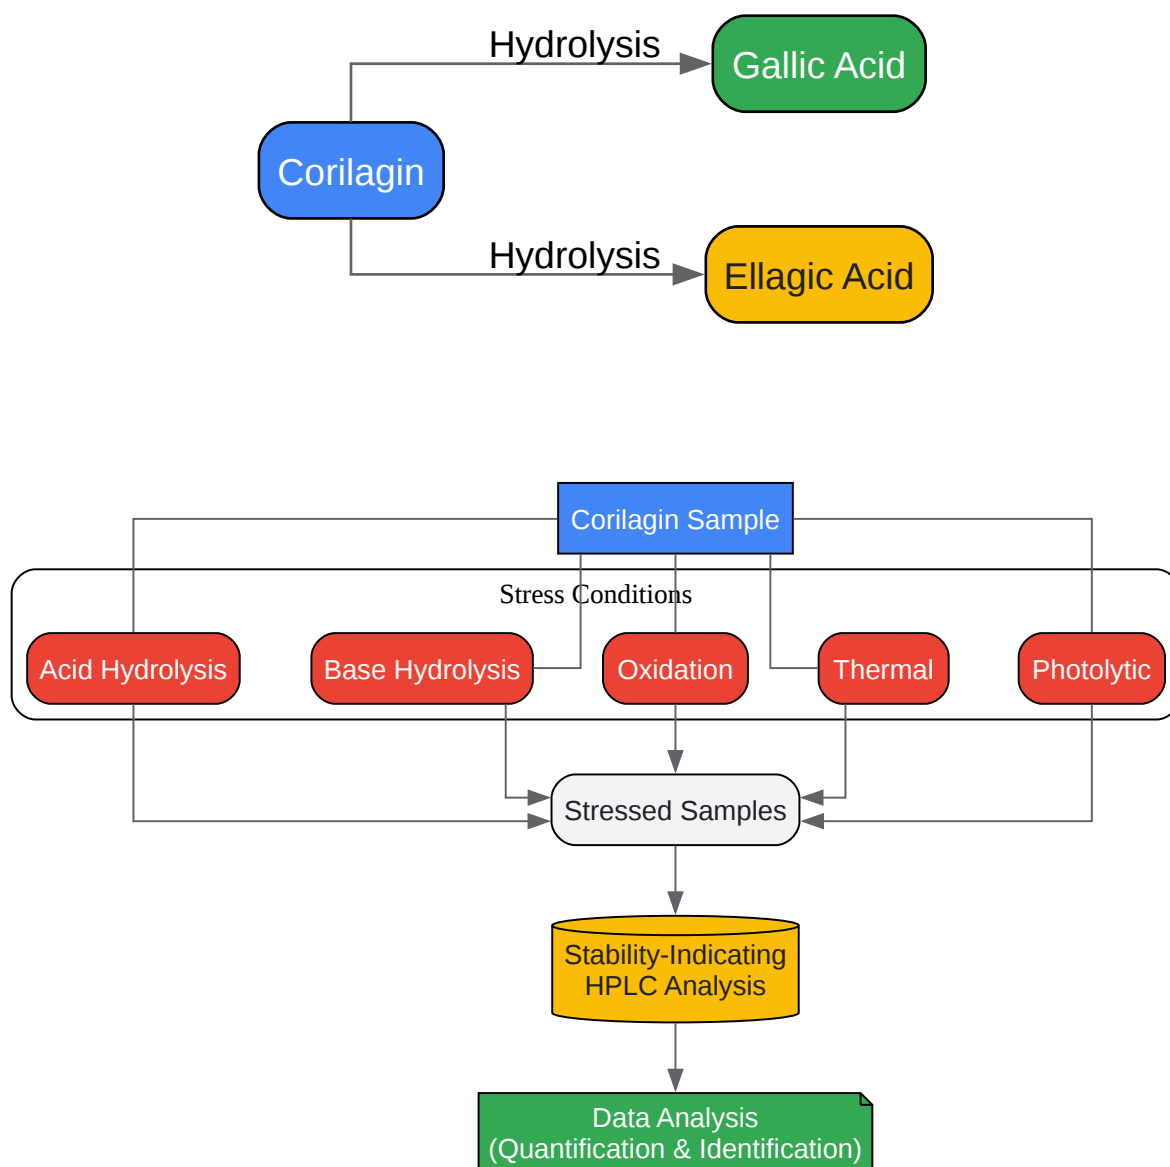 Hydrolysis
Gallic Acid
Corilagin
Hydrolysis
Ellagic Acid
Corilagin Sample
Stress Conditions
Acid Hydrolysis
Base Hydrolysis
Oxidation
Thermal
Photolytic
Stressed Samples
Stability-Indicating
HPLC Analysis
Data Analysis
(Quantification & Identification)